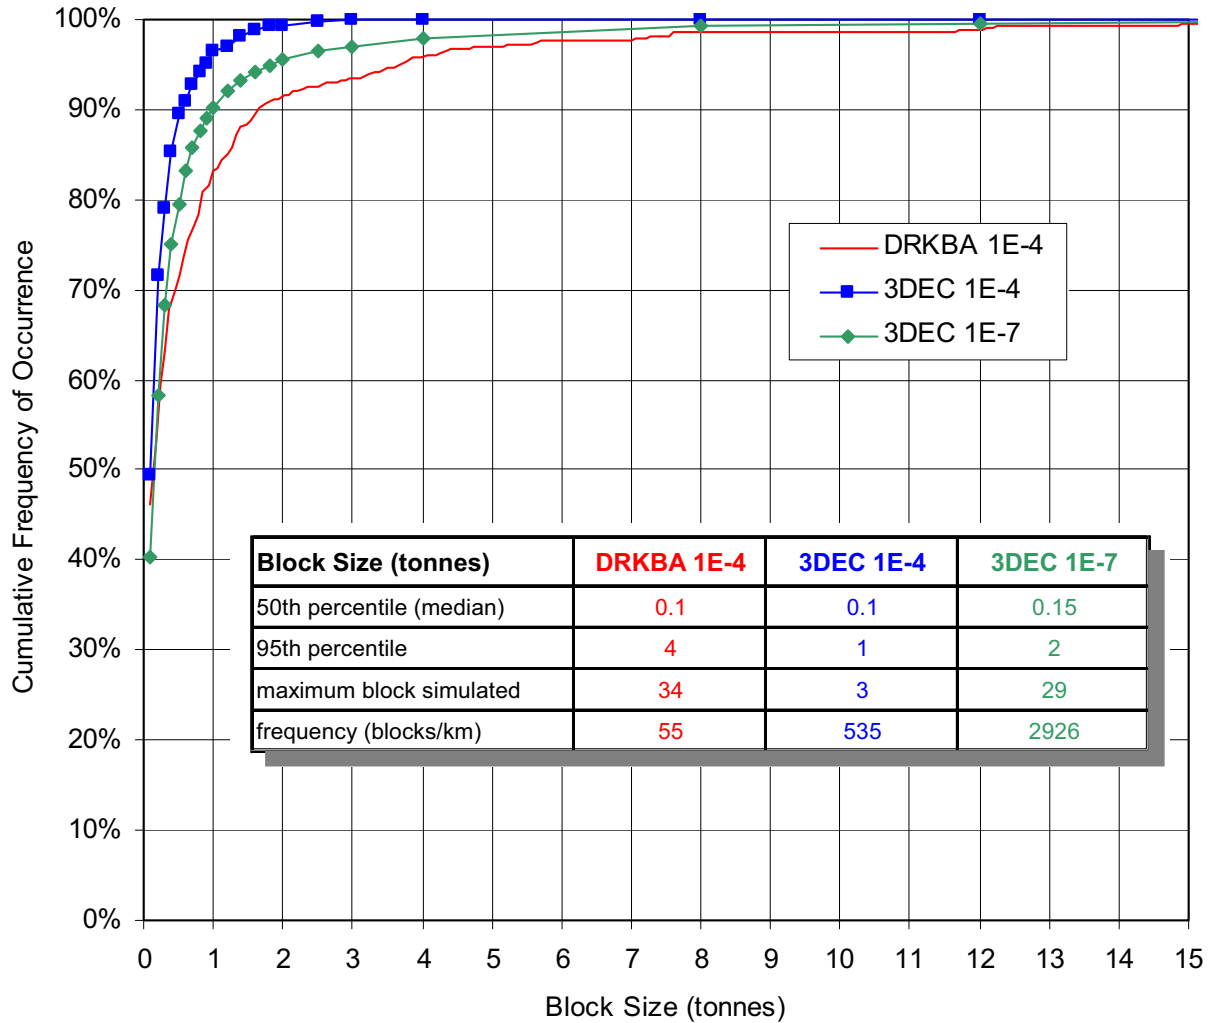 100%
90%
80%
70%
60%
50%
40%
30%
20%
10%
0%
Cumulative Frequency of Occurrence
DRKBA 1E-4
3DEC 1E-4
3DEC 1E-7
Block Size (tonnes) DRKBA 1E-4 3DEC 1E-4 3DEC 1E-7
50th percentile (median) 0.1 0.1 0.15
95th percentile 4 1 2
maximum block simulated 34 3 29
frequency (blocks/km) 55 535 2926
0 1 2 3 4 5 6 7 8 9 10 11 12 13 14 15
Block Size (tonnes)